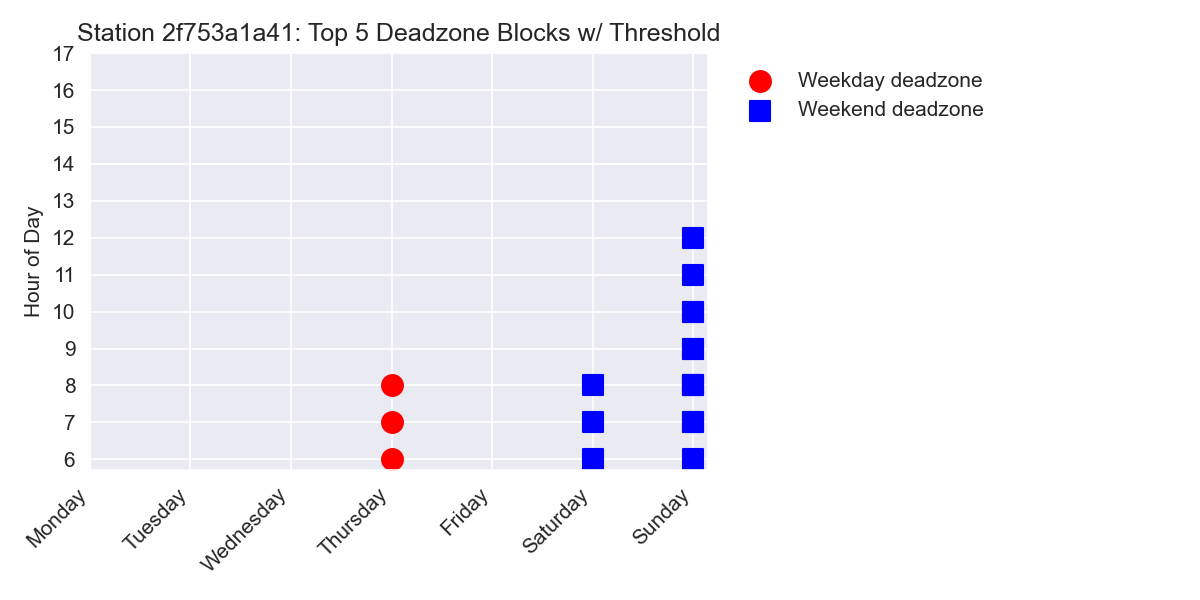 Station 2f753a1a41: Top 5 Deadzone Blocks w/ Threshold
17
16
15
14
13
12
11
10
9
8
7
6
Hour of Day
Monday
Tuesday
Wednesday
Thursday
Friday
Saturday
Sunday
Weekday deadzone
Weekend deadzone